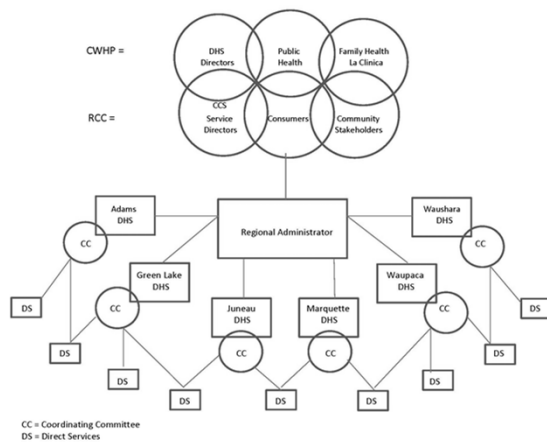 CWHP =
DHS
Directors
Public
Health
Family Health
La Clinica
RCC =
CCS
Service
Directors
Consumers
Community
Stakeholders
Adams
DHS
Regional Administrator
Waushara
DHS
CC
CC
Green Lake
DHS
Waupaca
DHS
CC
Juneau
DHS
Marquette
DHS
CC
DS
DS
CC
CC
DS
DS
DS
DS
DS
DS
DS
DS
CC = Coordinating Committee
DS = Direct Services